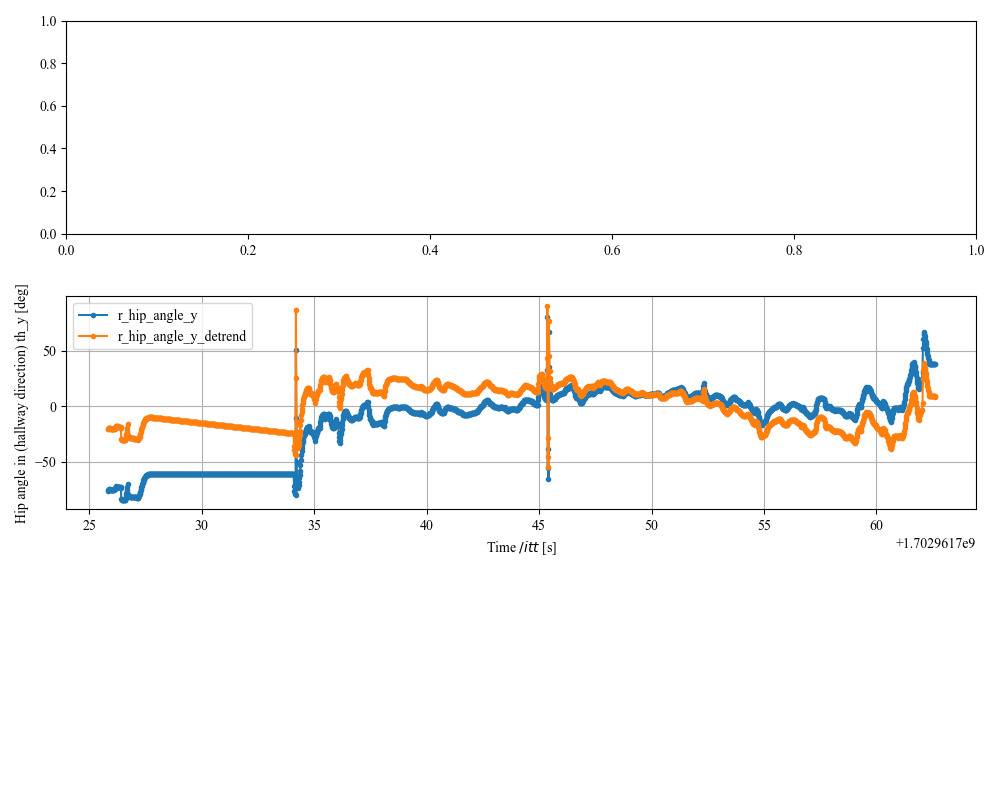 1.0
0.8
0.6
0.4
0.2
0.0
0.0 0.2 0.4 0.6 0.8 1.0
Hip angle in (hallway direction) th_y [deg]
r_hip_angle_y
r_hip_angle_y_detrend
50
0
−50
25 30 35 40 45 50 55 60
Time /itt [s]
+1.7029617e9